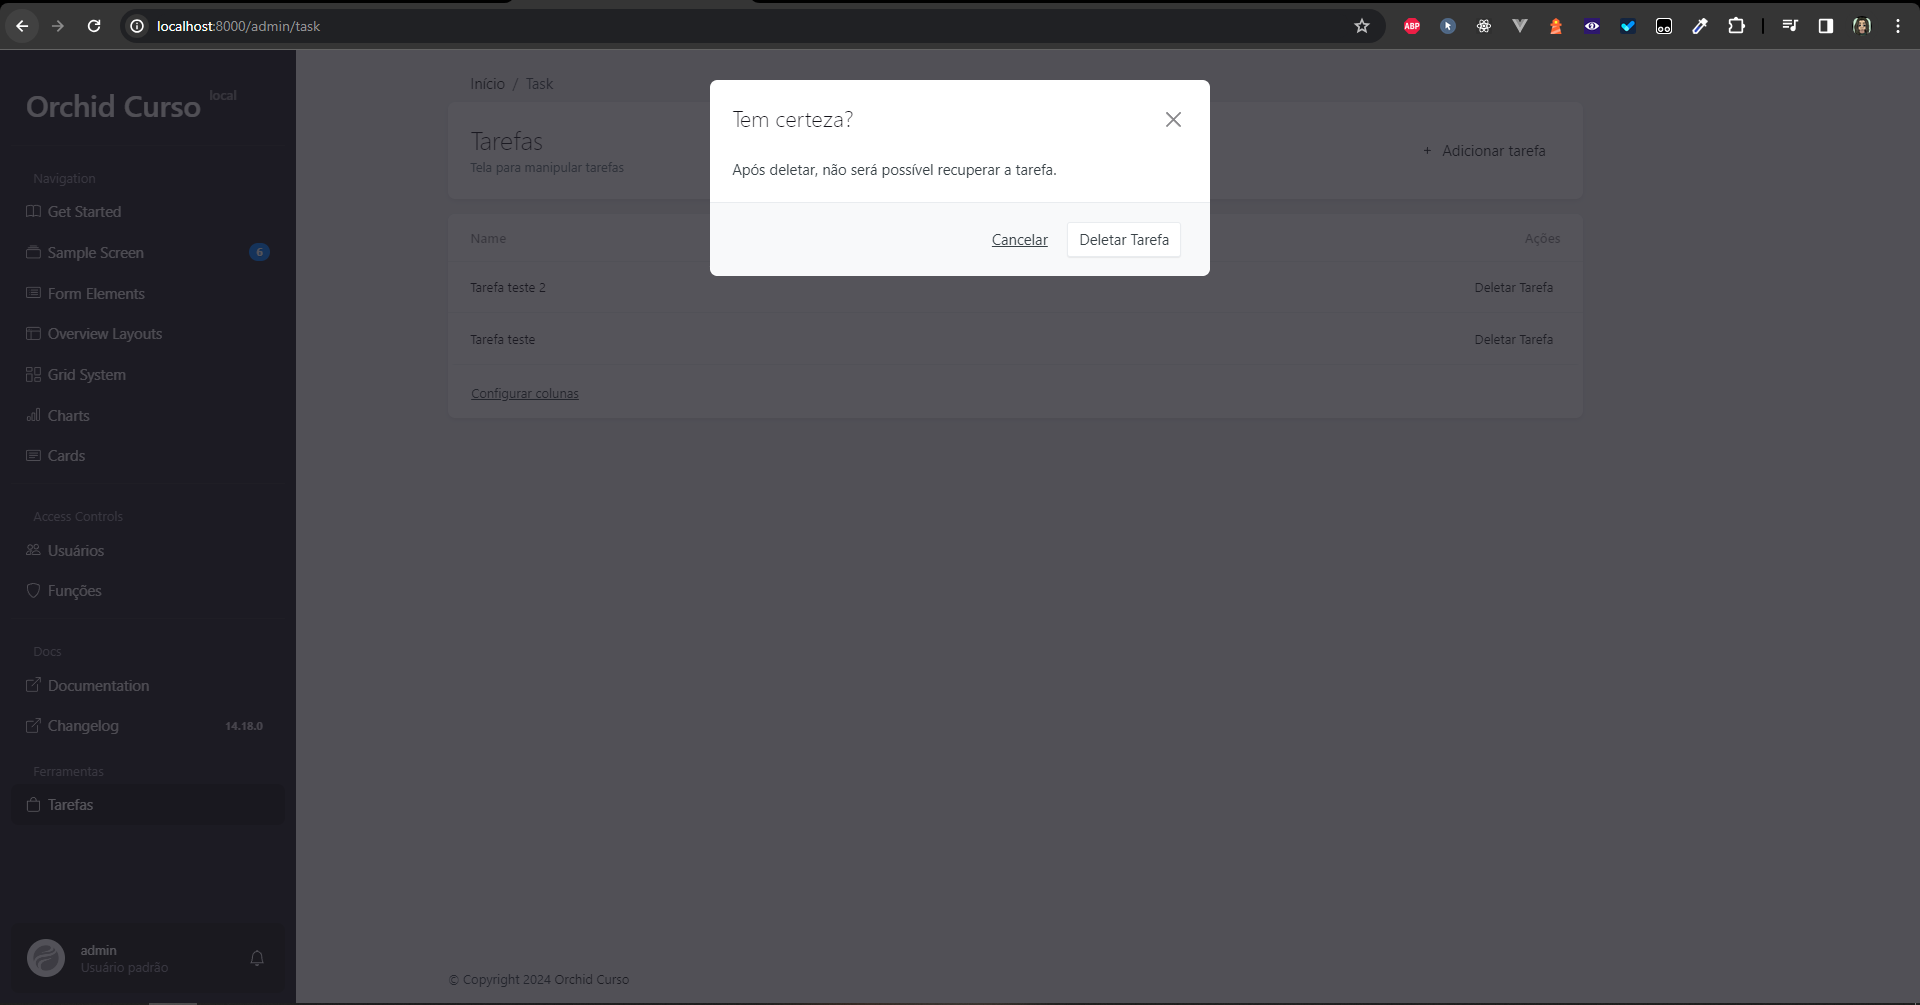 localhost:8000/admin/task
ABP
Orchid Curso local
Navigation
Get Started
Sample Screen 6
Form Elements
Overview Layouts
Grid System
Charts
Cards
Access Controls
Usuários
Funções
Docs
Documentation
Changelog 14.18.0
Ferramentas
Tarefas
admin
Usuário padrão
Início / Task
Tarefas
Tela para manipular tarefas
+ Adicionar tarefa
Tem certeza?
Após deletar, não será possível recuperar a tarefa.
Cancelar Deletar Tarefa
Name Ações
Tarefa teste 2 Deletar Tarefa
Tarefa teste Deletar Tarefa
Configurar colunas
© Copyright 2024 Orchid Curso